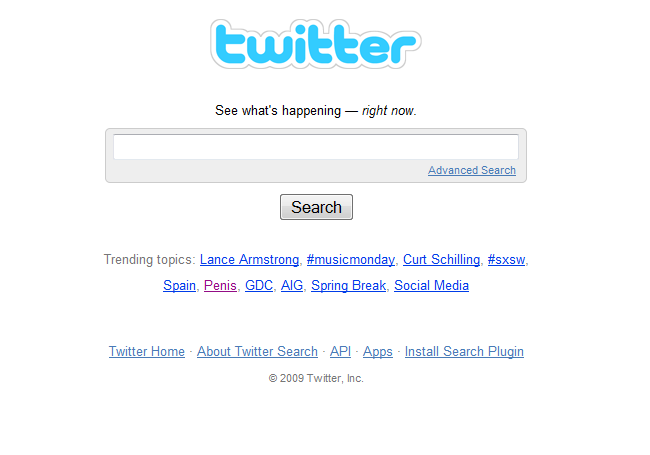 twitter
See what's happening — right now.
Advanced Search
Search
Trending topics: Lance Armstrong, #musicmonday, Curt Schilling, #sxsw,
Spain, Penis, GDC, AIG, Spring Break, Social Media
Twitter Home · About Twitter Search · API · Apps · Install Search Plugin
© 2009 Twitter, Inc.